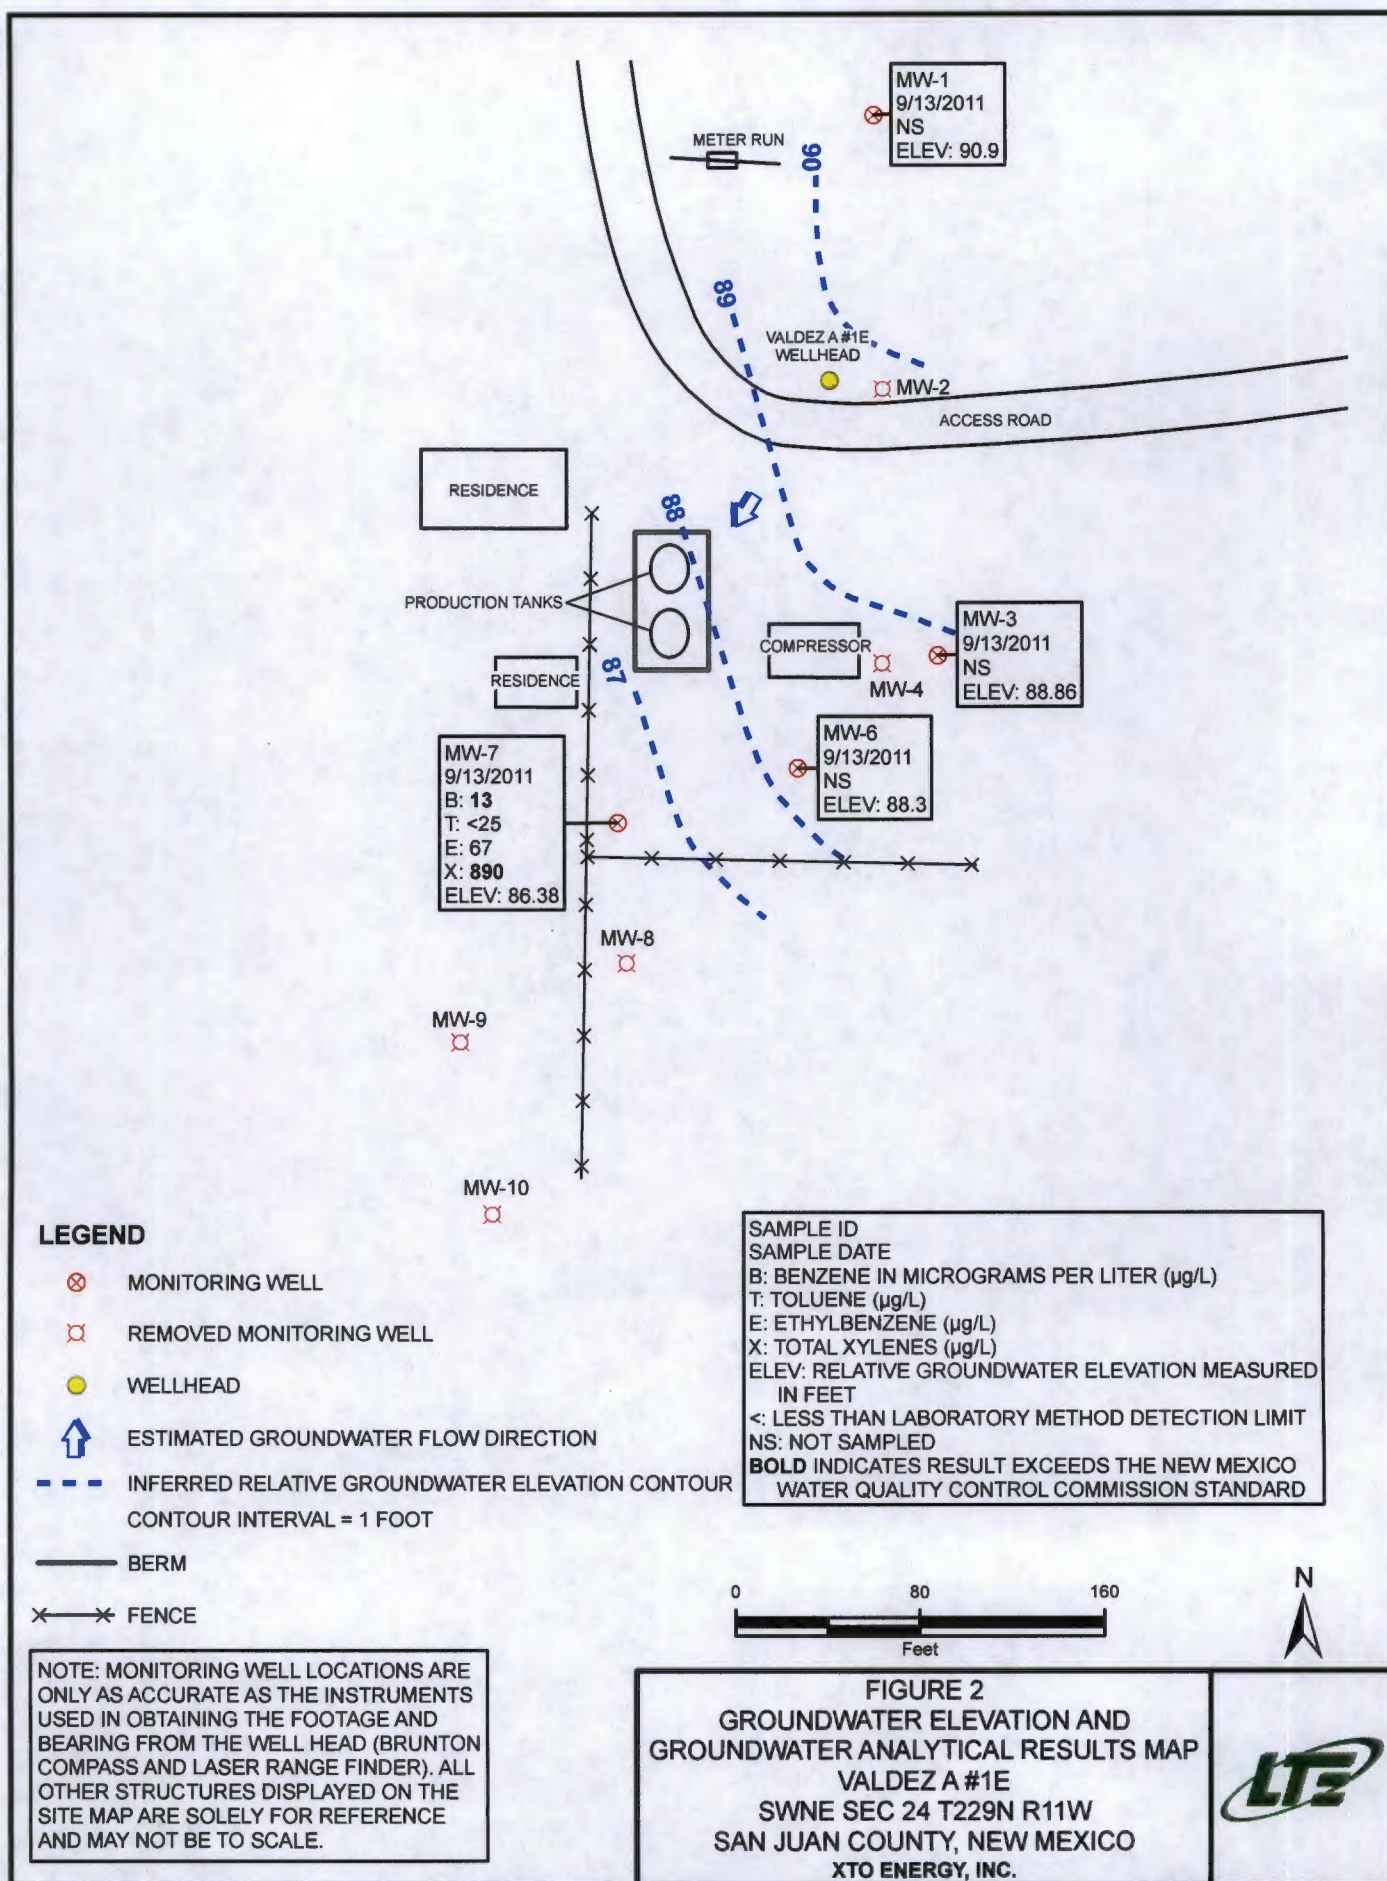 MW-1
9/13/2011
NS
ELEV: 90.9
METER RUN
90
89
VALDEZ A #1E
WELLHEAD
MW-2
ACCESS ROAD
RESIDENCE
88
PRODUCTION TANKS
COMPRESSOR
MW-4
MW-3
9/13/2011
NS
ELEV: 88.86
RESIDENCE
87
MW-6
9/13/2011
NS
ELEV: 88.3
MW-7
9/13/2011
B: 13
T: <25
E: 67
X: 890
ELEV: 86.38
MW-8
MW-9
MW-10
LEGEND
MONITORING WELL
REMOVED MONITORING WELL
WELLHEAD
ESTIMATED GROUNDWATER FLOW DIRECTION
INFERRED RELATIVE GROUNDWATER ELEVATION CONTOUR
CONTOUR INTERVAL = 1 FOOT
BERM
FENCE
SAMPLE ID
SAMPLE DATE
B: BENZENE IN MICROGRAMS PER LITER (µg/L)
T: TOLUENE (µg/L)
E: ETHYLBENZENE (µg/L)
X: TOTAL XYLENES (µg/L)
ELEV: RELATIVE GROUNDWATER ELEVATION MEASURED
IN FEET
<: LESS THAN LABORATORY METHOD DETECTION LIMIT
NS: NOT SAMPLED
BOLD INDICATES RESULT EXCEEDS THE NEW MEXICO
WATER QUALITY CONTROL COMMISSION STANDARD
0 80 160
Feet
N
NOTE: MONITORING WELL LOCATIONS ARE
ONLY AS ACCURATE AS THE INSTRUMENTS
USED IN OBTAINING THE FOOTAGE AND
BEARING FROM THE WELL HEAD (BRUNTON
COMPASS AND LASER RANGE FINDER). ALL
OTHER STRUCTURES DISPLAYED ON THE
SITE MAP ARE SOLELY FOR REFERENCE
AND MAY NOT BE TO SCALE.
FIGURE 2
GROUNDWATER ELEVATION AND
GROUNDWATER ANALYTICAL RESULTS MAP
VALDEZ A #1E
SWNE SEC 24 T229N R11W
SAN JUAN COUNTY, NEW MEXICO
XTO ENERGY, INC.
LTE